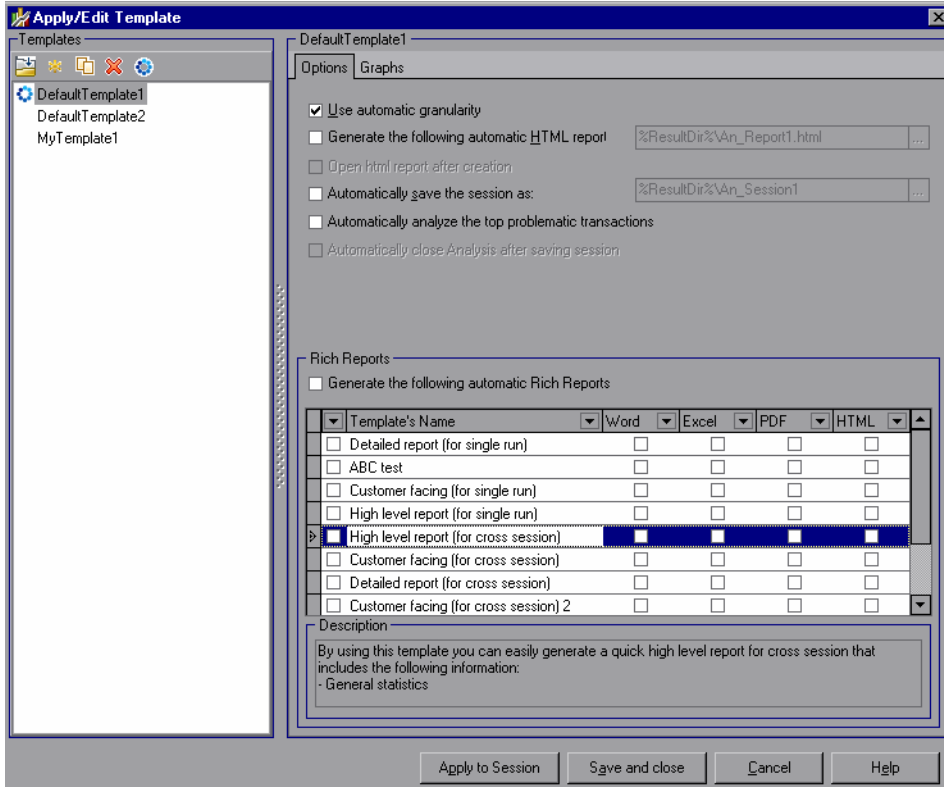 Apply/Edit Template
Templates
DefaultTemplate1
DefaultTemplate2
MyTemplate1
DefaultTemplate1
Options Graphs
Use automatic granularity
Generate the following automatic HTML report %ResultDir%\An_Report1.html ...
Open html report after creation
Automatically save the session as: %ResultDir%\An_Session1 ...
Automatically analyze the top problematic transactions
Automatically close Analysis after saving session
Rich Reports
Generate the following automatic Rich Reports
Template's Name Word Excel PDF HTML
Detailed report (for single run)
ABC test
Customer facing (for single run)
High level report (for single run)
High level report (for cross session)
Customer facing (for cross session)
Detailed report (for cross session)
Customer facing (for cross session) 2
Description
By using this template you can easily generate a quick high level report for cross session that
includes the following information:
- General statistics
Apply to Session Save and close Cancel Help